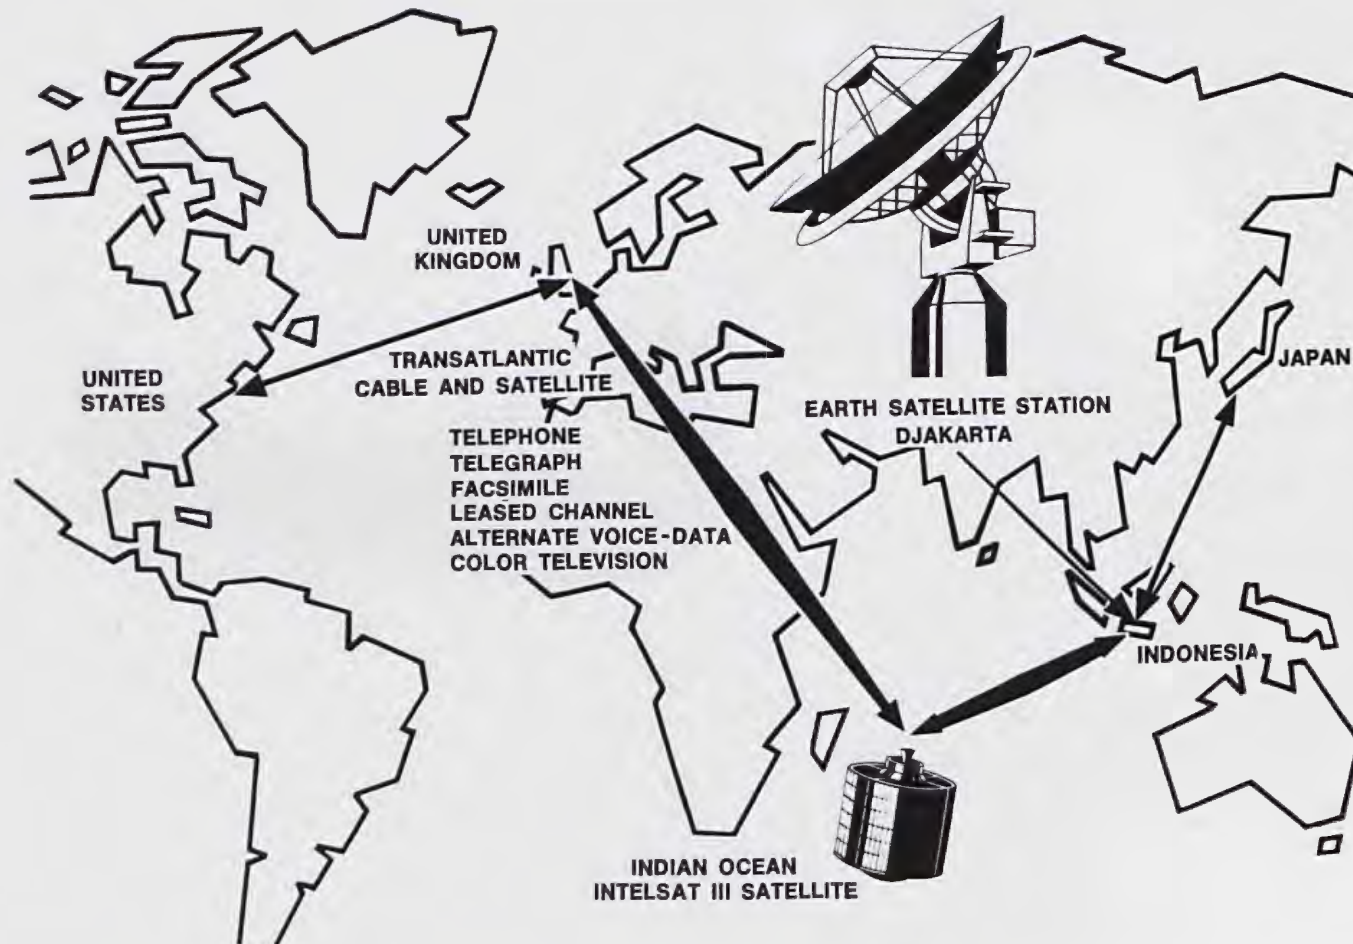 UNITED
KINGDOM
TRANSATLANTIC
CABLE AND SATELLITE
UNITED
STATES
TELEPHONE
TELEGRAPH
FACSIMILE
LEASED CHANNEL
ALTERNATE VOICE-DATA
COLOR TELEVISION
EARTH SATELLITE STATION
DJAKARTA
JAPAN
INDONESIA
INDIAN OCEAN
INTELSAT III SATELLITE